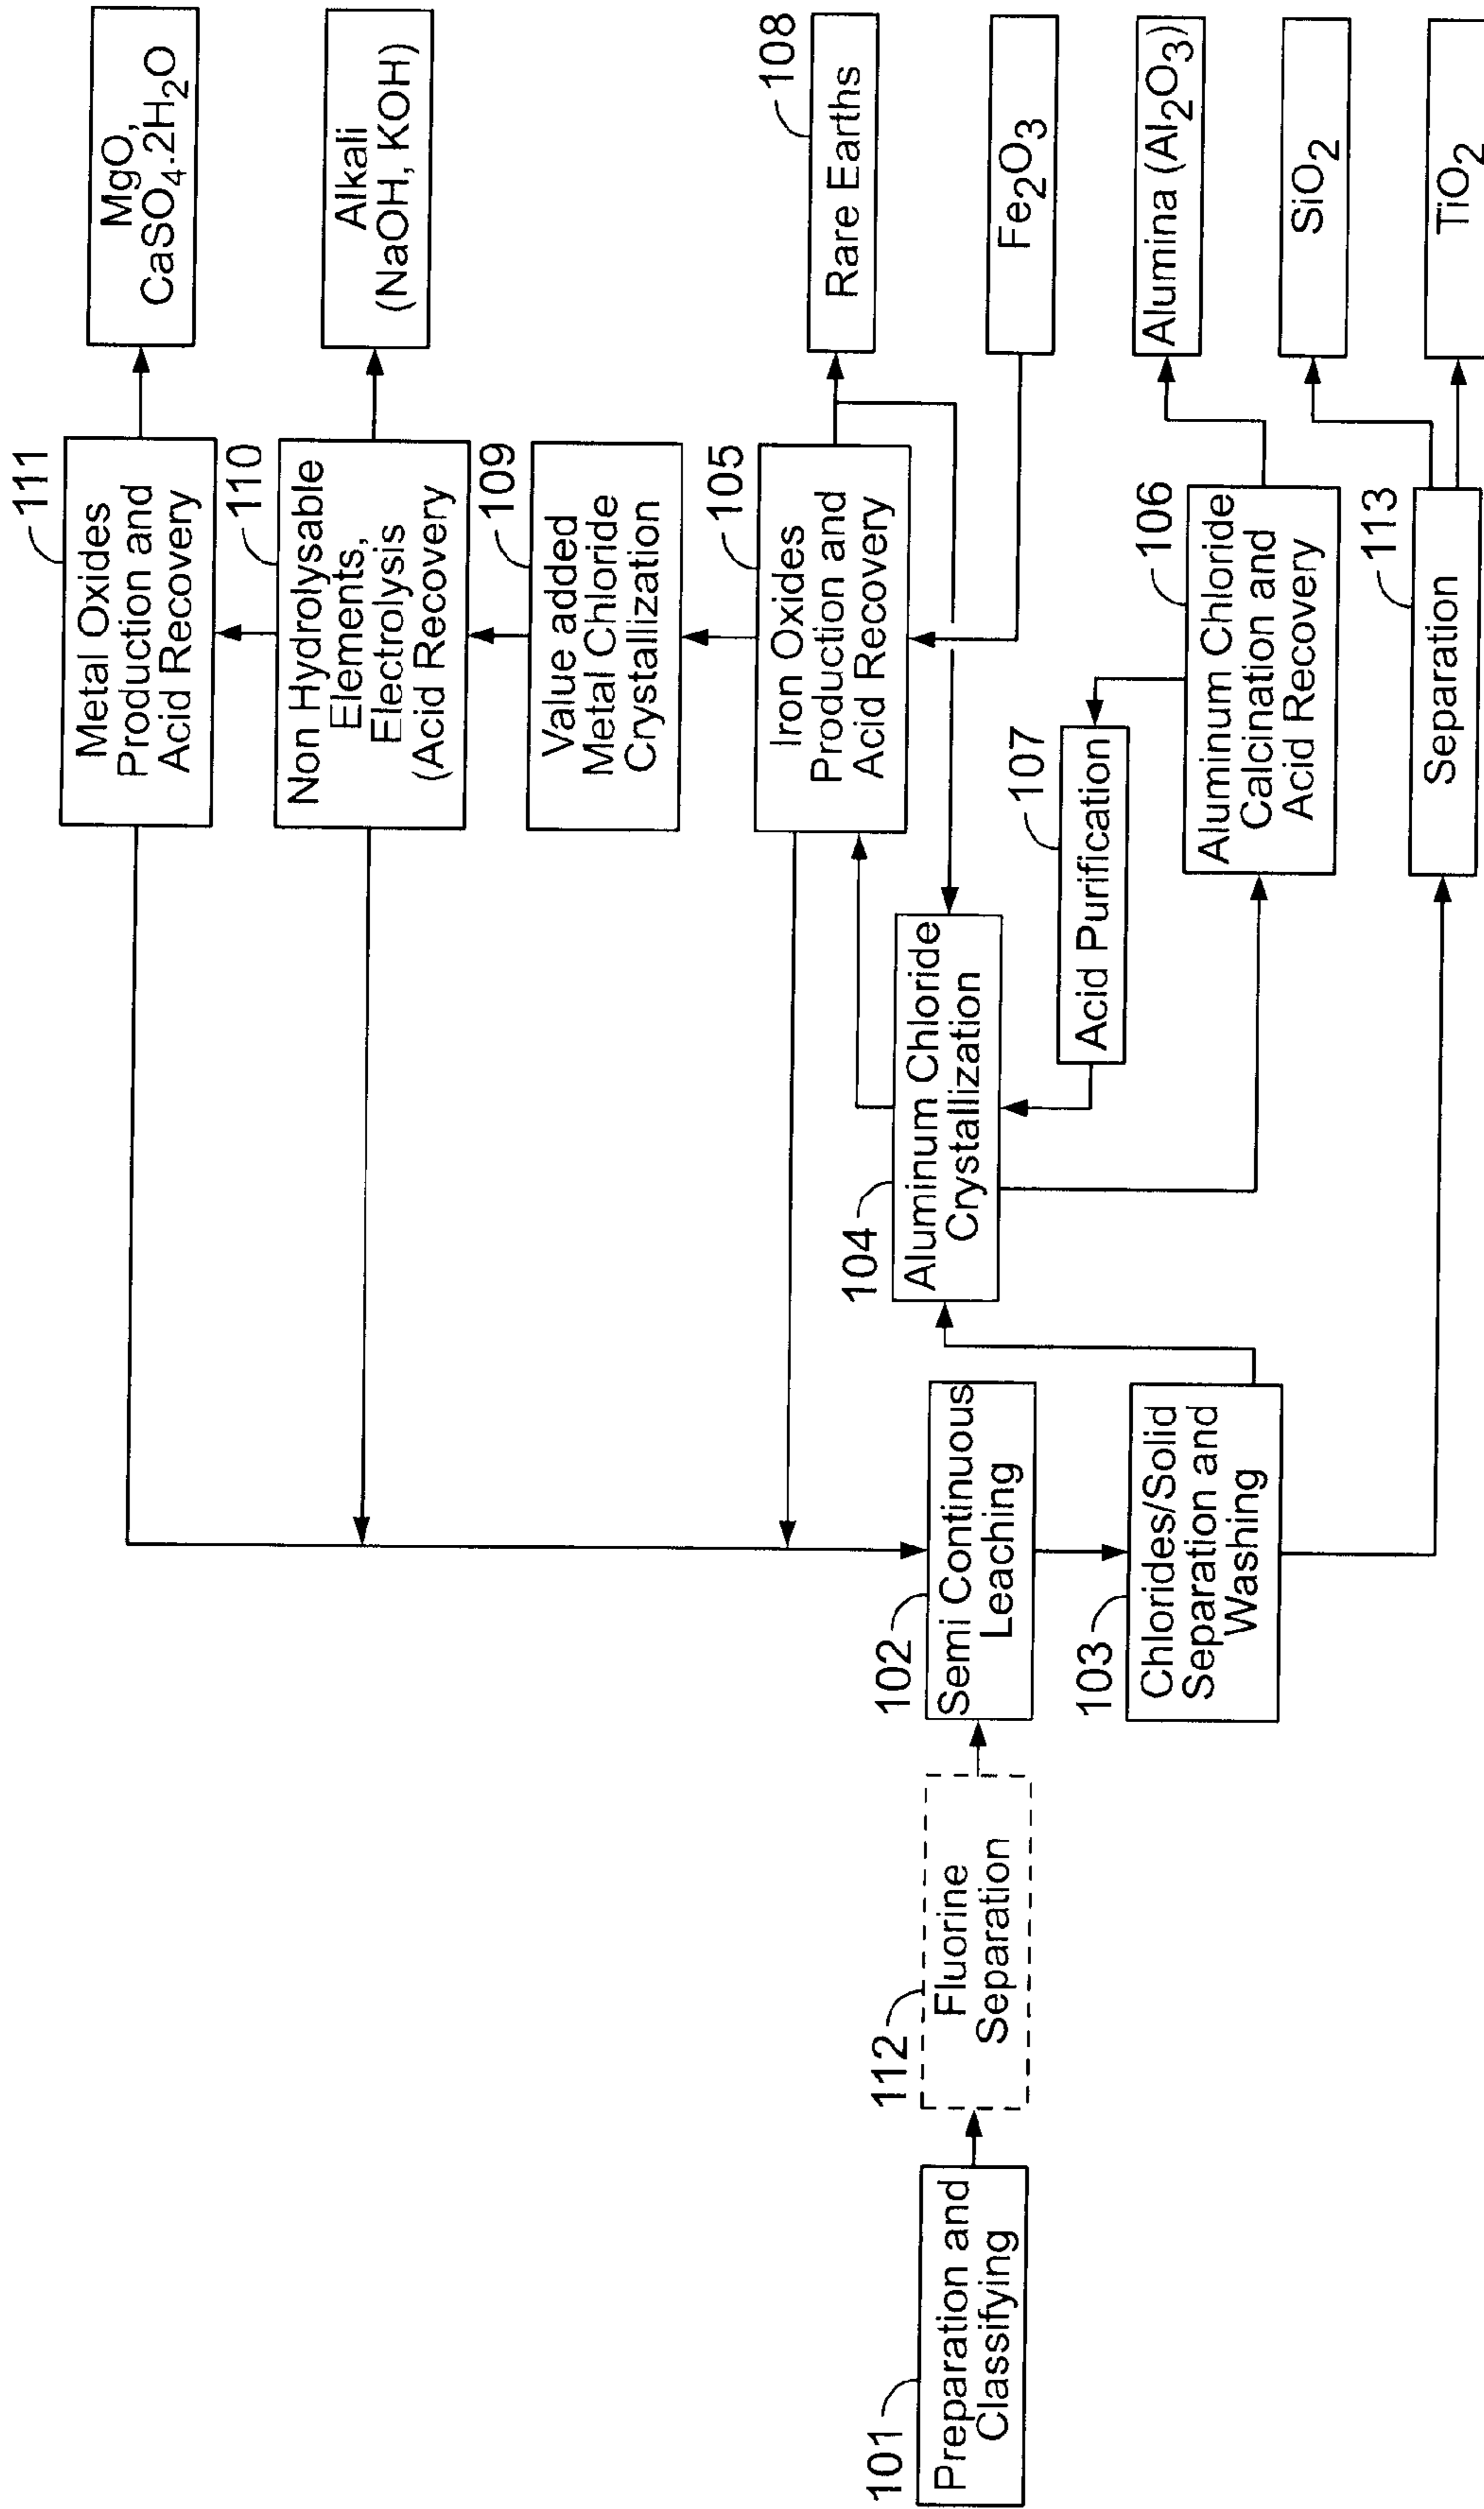 111
Metal Oxides
Production and
Acid Recovery
MgO,
CaSO4.2H2O
110
Non Hydrolysable
Elements,
Electrolysis
(Acid Recovery
Alkali
(NaOH, KOH)
109
Value added
Metal Chloride
Crystallization
105
Iron Oxides
Production and
Acid Recovery
108
Rare Earths
Fe2O3
101
Preparation and
Classifying
112
Fluorine
Separation
102
Semi Continuous
Leaching
104
Aluminum Chloride
Crystallization
107
Acid Purification
103
Chlorides/Solid
Separation and
Washing
106
Aluminum Chloride
Calcination and
Acid Recovery
Alumina (Al2O3)
SiO2
113
Separation
TiO2